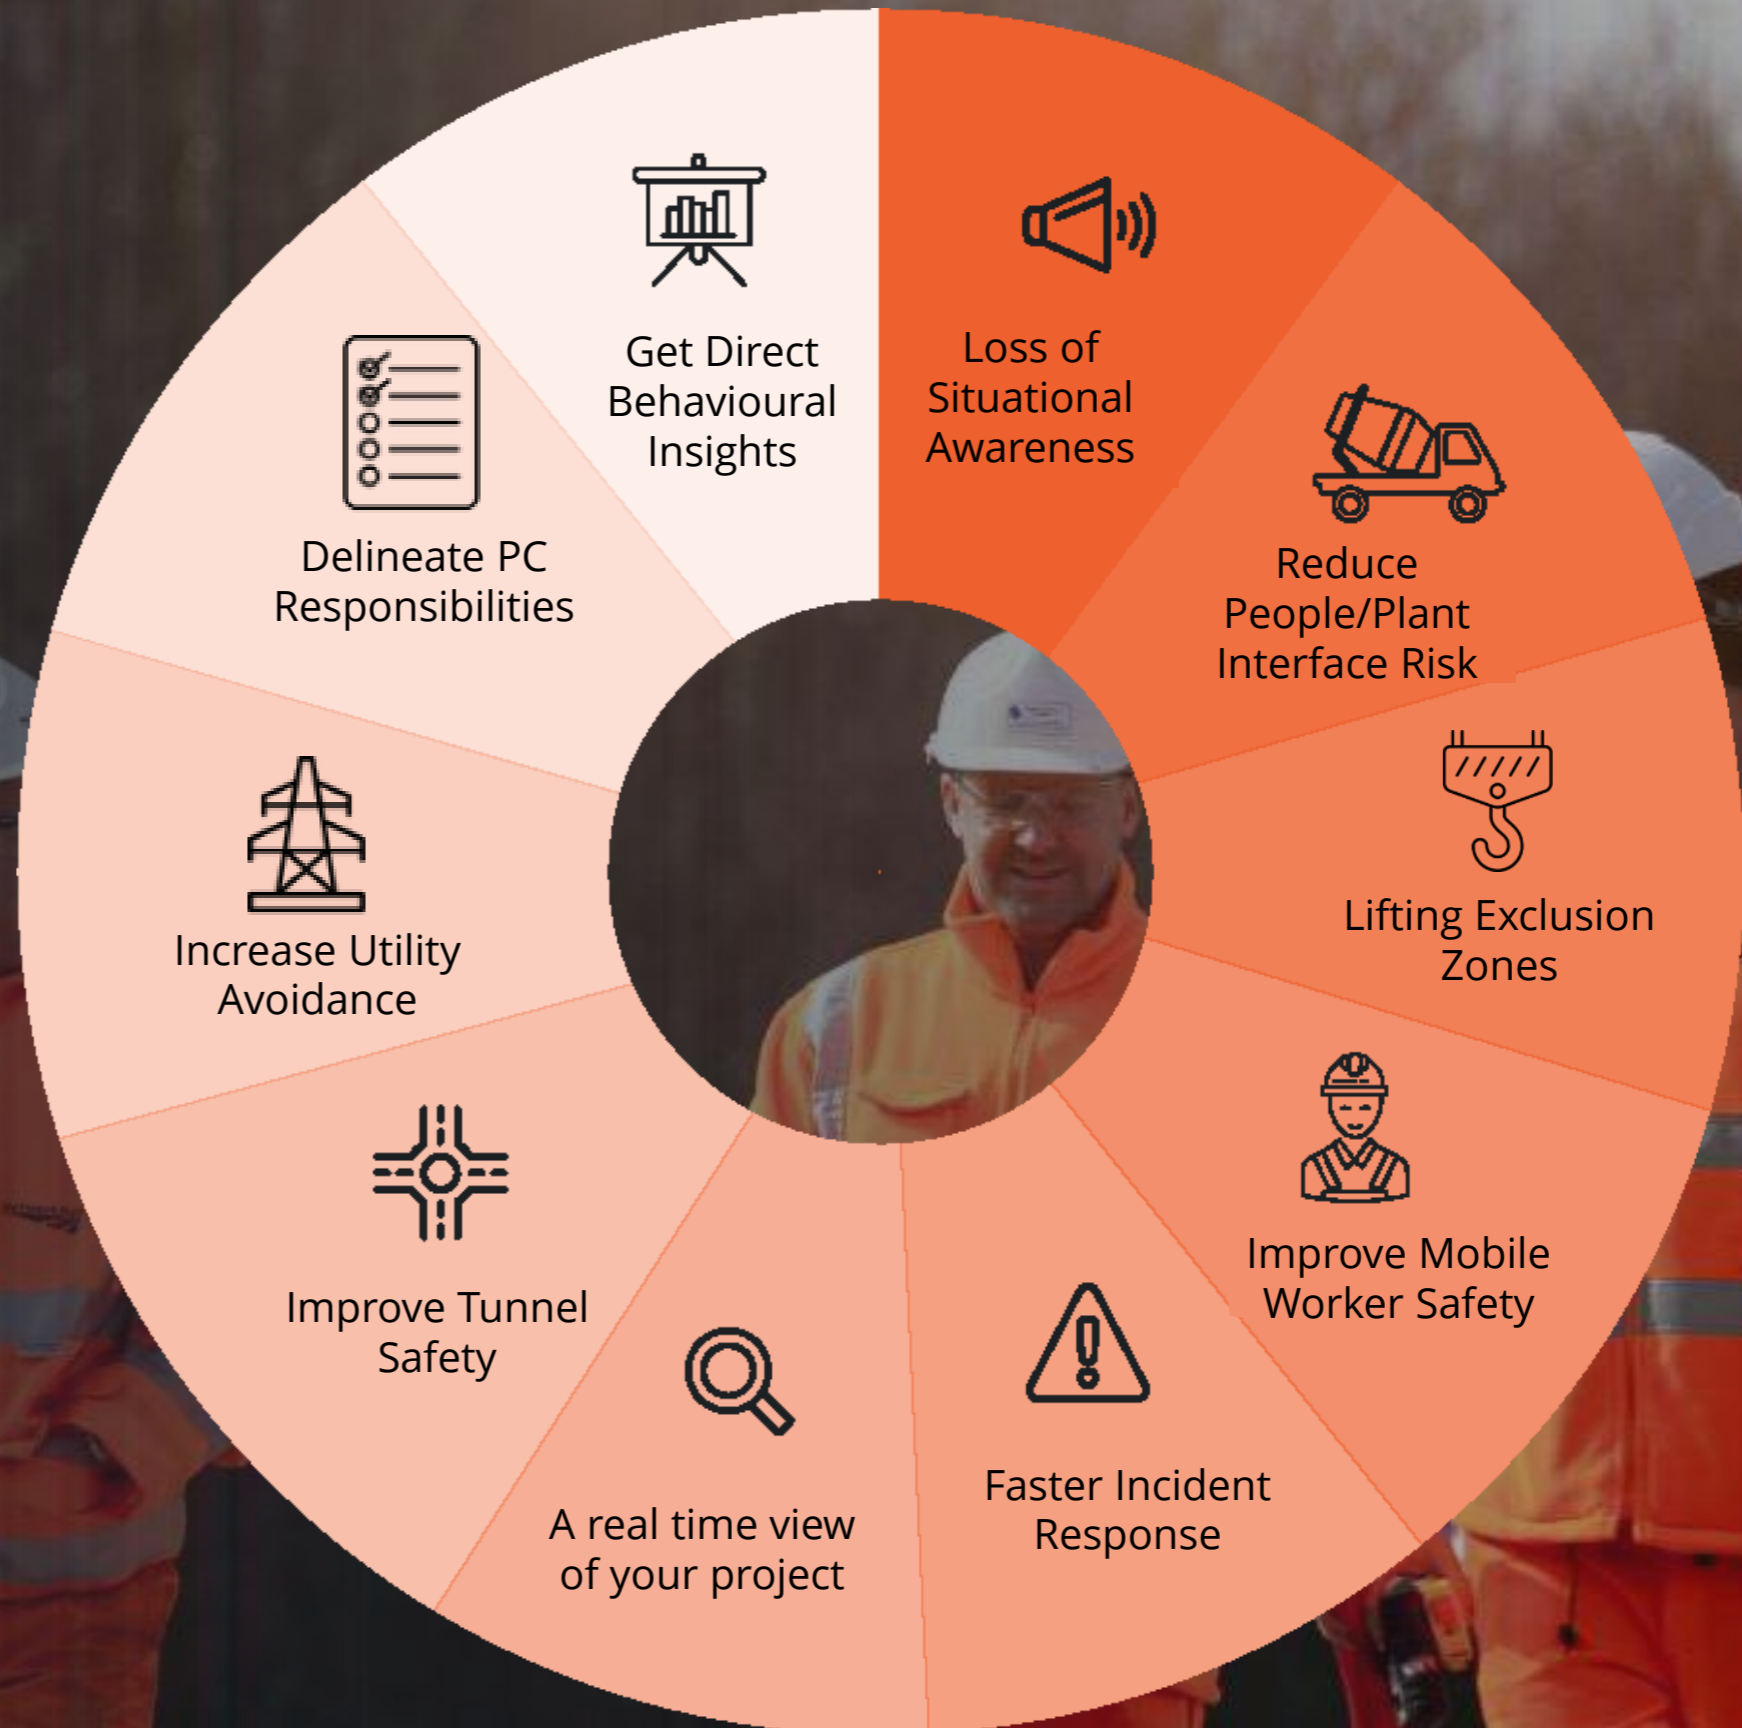 Loss of
Situational
Awareness
Reduce
People/Plant
Interface Risk
Lifting Exclusion
Zones
Improve Mobile
Worker Safety
Faster Incident
Response
A real time view
of your project
Improve Tunnel
Safety
Increase Utility
Avoidance
Delineate PC
Responsibilities
Get Direct
Behavioural
Insights